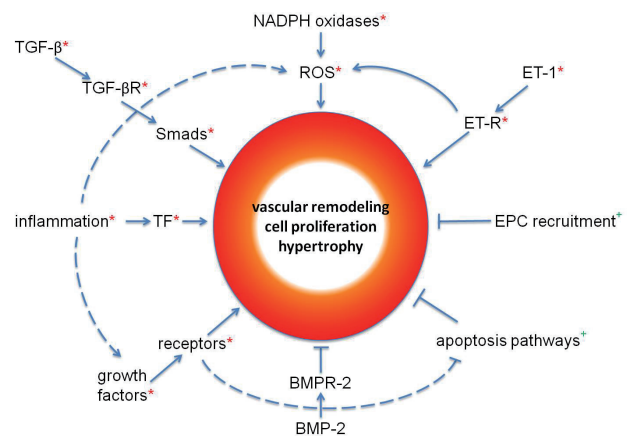 NADPH oxidases*
TGF-β*
ROS*
ET-1*
TGF-βR*
ET-R*
Smads*
vascular remodeling
cell proliferation
hypertrophy
inflammation*
TF*
EPC recruitment+
receptors*
apoptosis pathways+
growth
factors*
BMPR-2
BMP-2